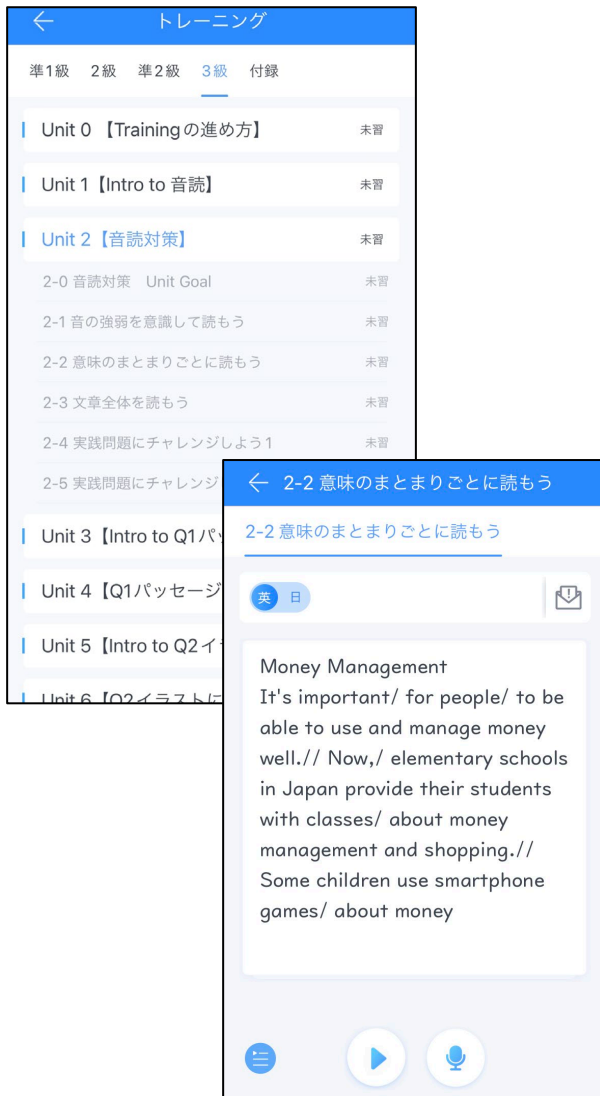 トレーニング
準1級 2級 準2級 3級 付録
Unit 0 【Trainingの進め方】 未習
Unit 1【Intro to 音読】 未習
Unit 2【音読対策】 未習
2-0 音読対策 Unit Goal 未習
2-1 音の強弱を意識して読もう 未習
2-2 意味のまとまりごとに読もう 未習
2-3 文章全体を読もう 未習
2-4 実践問題にチャレンジしよう1 未習
2-5 実践問題にチャレンジ
Unit 3【Intro to Q1パッ
Unit 4【Q1パッセージ
Unit 5【Intro to Q2イ
Unit 6【Q2イラストに
2-2 意味のまとまりごとに読もう
2-2 意味のまとまりごとに読もう
英 日
Money Management
It's important/ for people/ to be
able to use and manage money
well.// Now,/ elementary schools
in Japan provide their students
with classes/ about money
management and shopping.//
Some children use smartphone
games/ about money